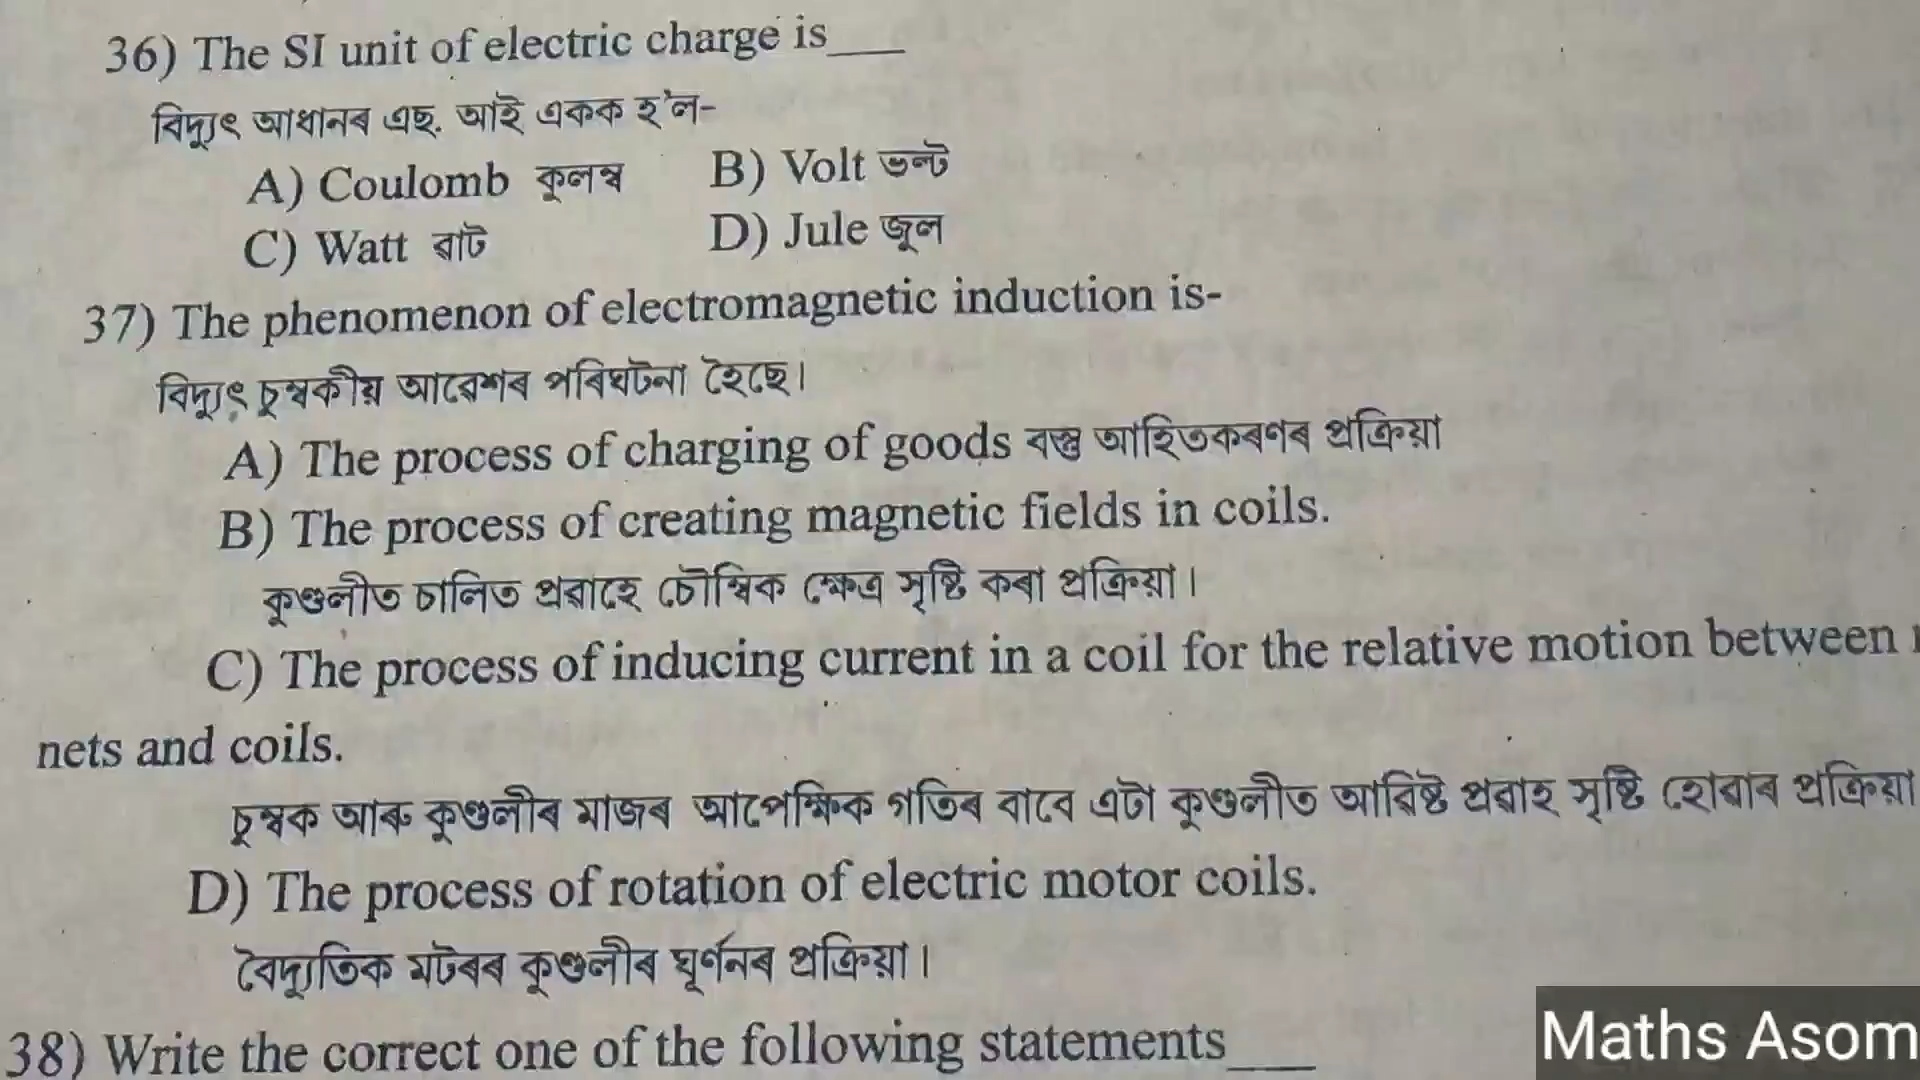 36) The SI unit of electric charge is___
বিদ্যুৎ আধানৰ এছ. আই একক হ'ল-
A) Coulomb কুলম্ব B) Volt ভল্ট
C) Watt ৱাট D) Jule জুল
37) The phenomenon of electromagnetic induction is-
বিদ্যুৎ চুম্বকীয় আৱেশৰ পৰিঘটনা হৈছে।
A) The process of charging of goods বস্তু আহিতকৰণৰ প্ৰক্ৰিয়া
B) The process of creating magnetic fields in coils.
কুণ্ডলীত চালিত প্ৰৱাহে চৌম্বিক ক্ষেত্ৰ সৃষ্টি কৰা প্ৰক্ৰিয়া।
C) The process of inducing current in a coil for the relative motion between
nets and coils.
চুম্বক আৰু কুণ্ডলীৰ মাজৰ আপেক্ষিক গতিৰ বাবে এটা কুণ্ডলীত আৱিষ্ট প্ৰৱাহ সৃষ্টি হোৱাৰ প্ৰক্ৰিয়া
D) The process of rotation of electric motor coils.
বৈদ্যুতিক মটৰৰ কুণ্ডলীৰ ঘূৰ্ণনৰ প্ৰক্ৰিয়া।
38) Write the correct one of the following statements___
Maths Asom